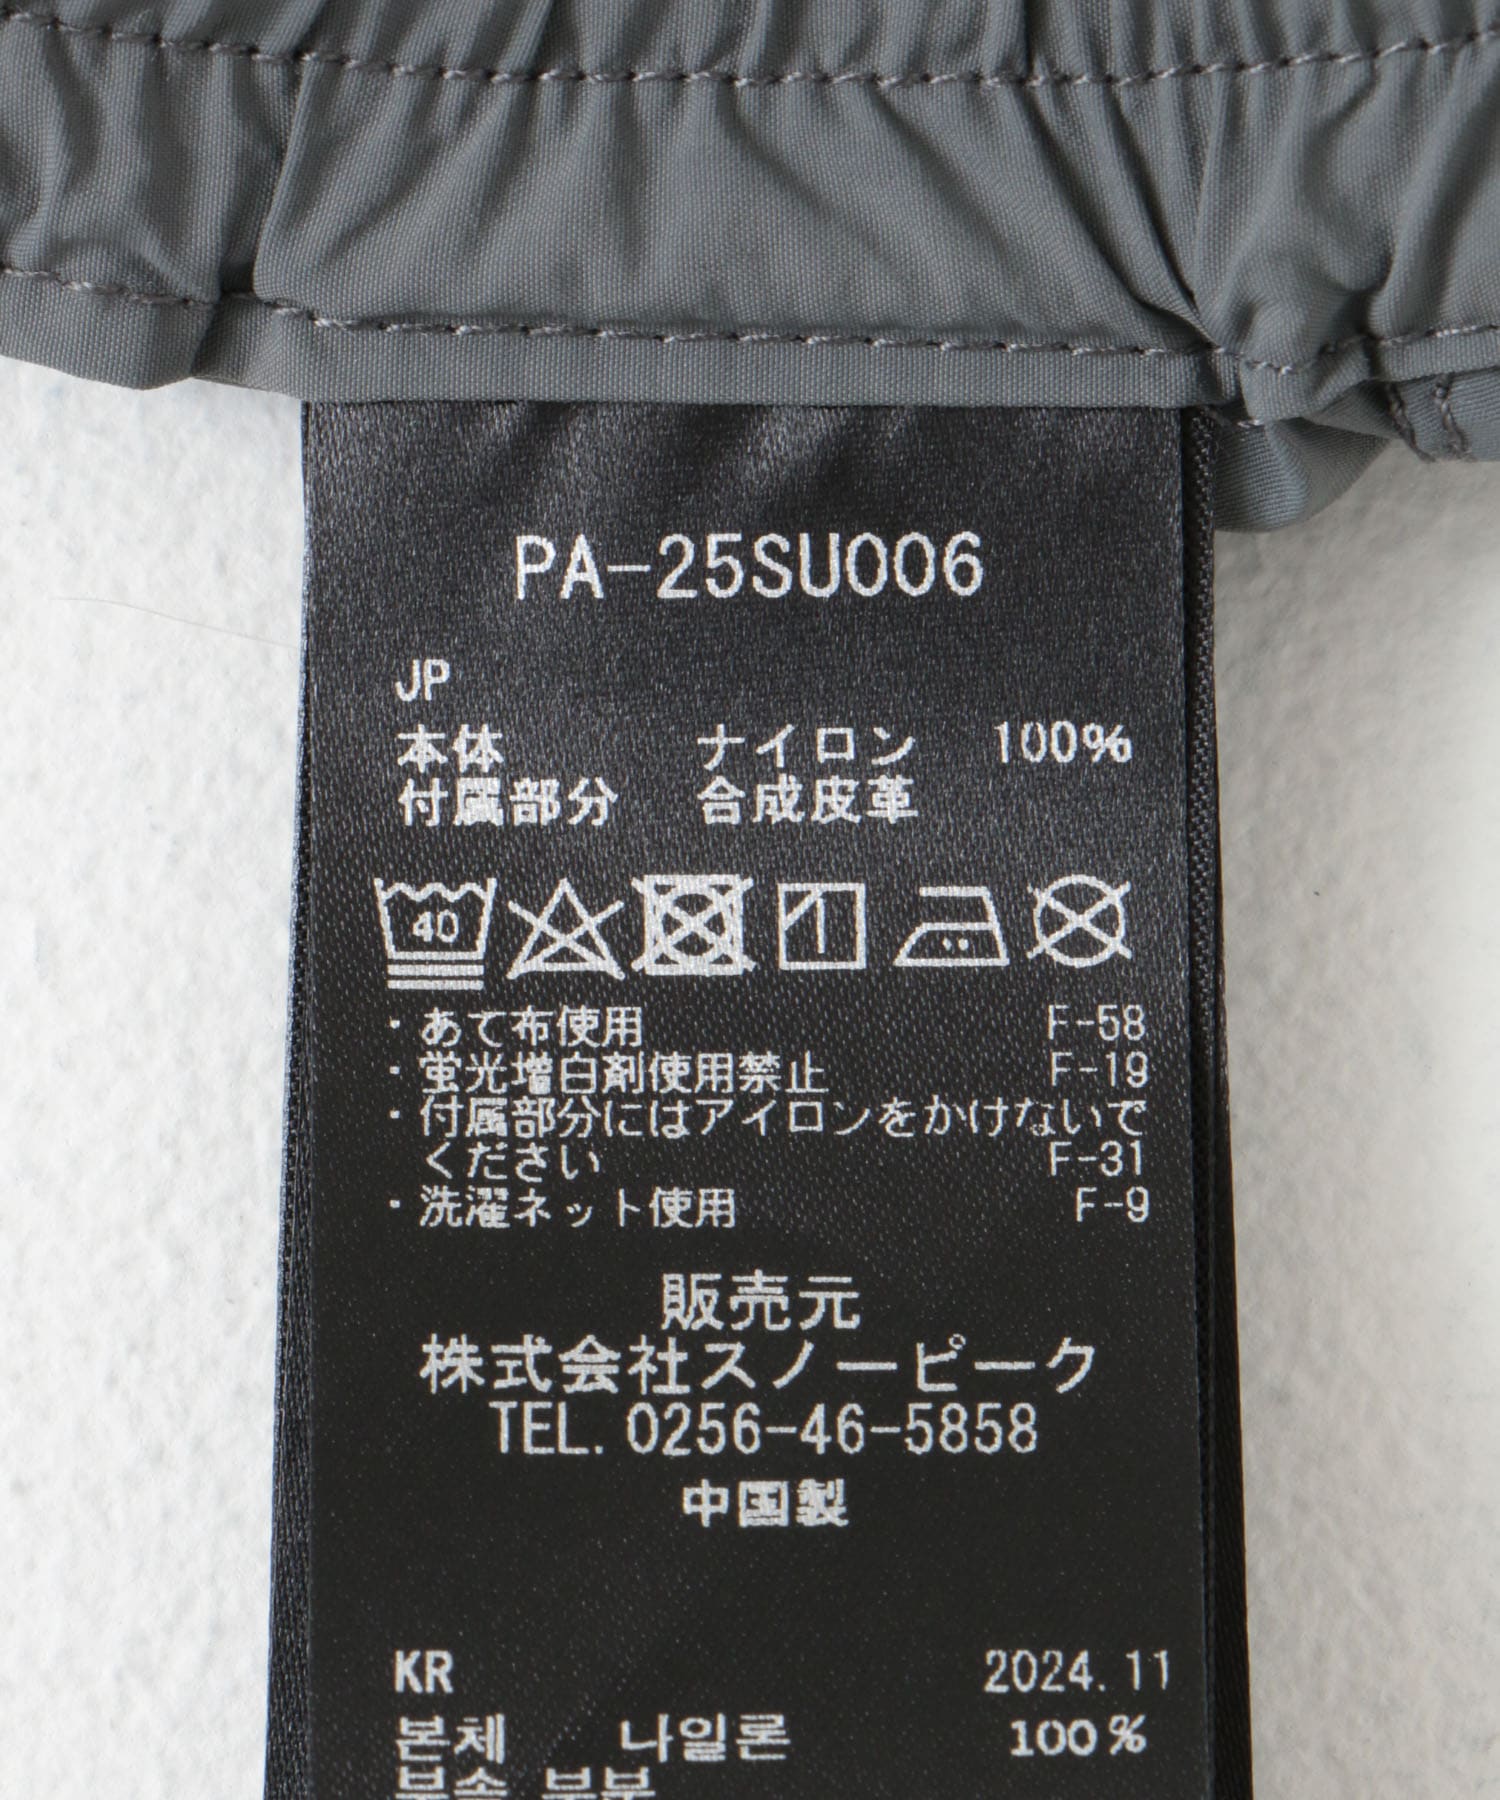 PA-25SU006
JP
本体 ナイロン 100%
付属部分 合成皮革
40
・あて布使用 F-58
・蛍光増白剤使用禁止 F-19
・付属部分にはアイロンをかけないで
ください F-31
・洗濯ネット使用 F-9
販売元
株式会社スノーピーク
TEL.0256-46-5858
中国製
KR 2024.11
본체 나일론 100%
부속 부분